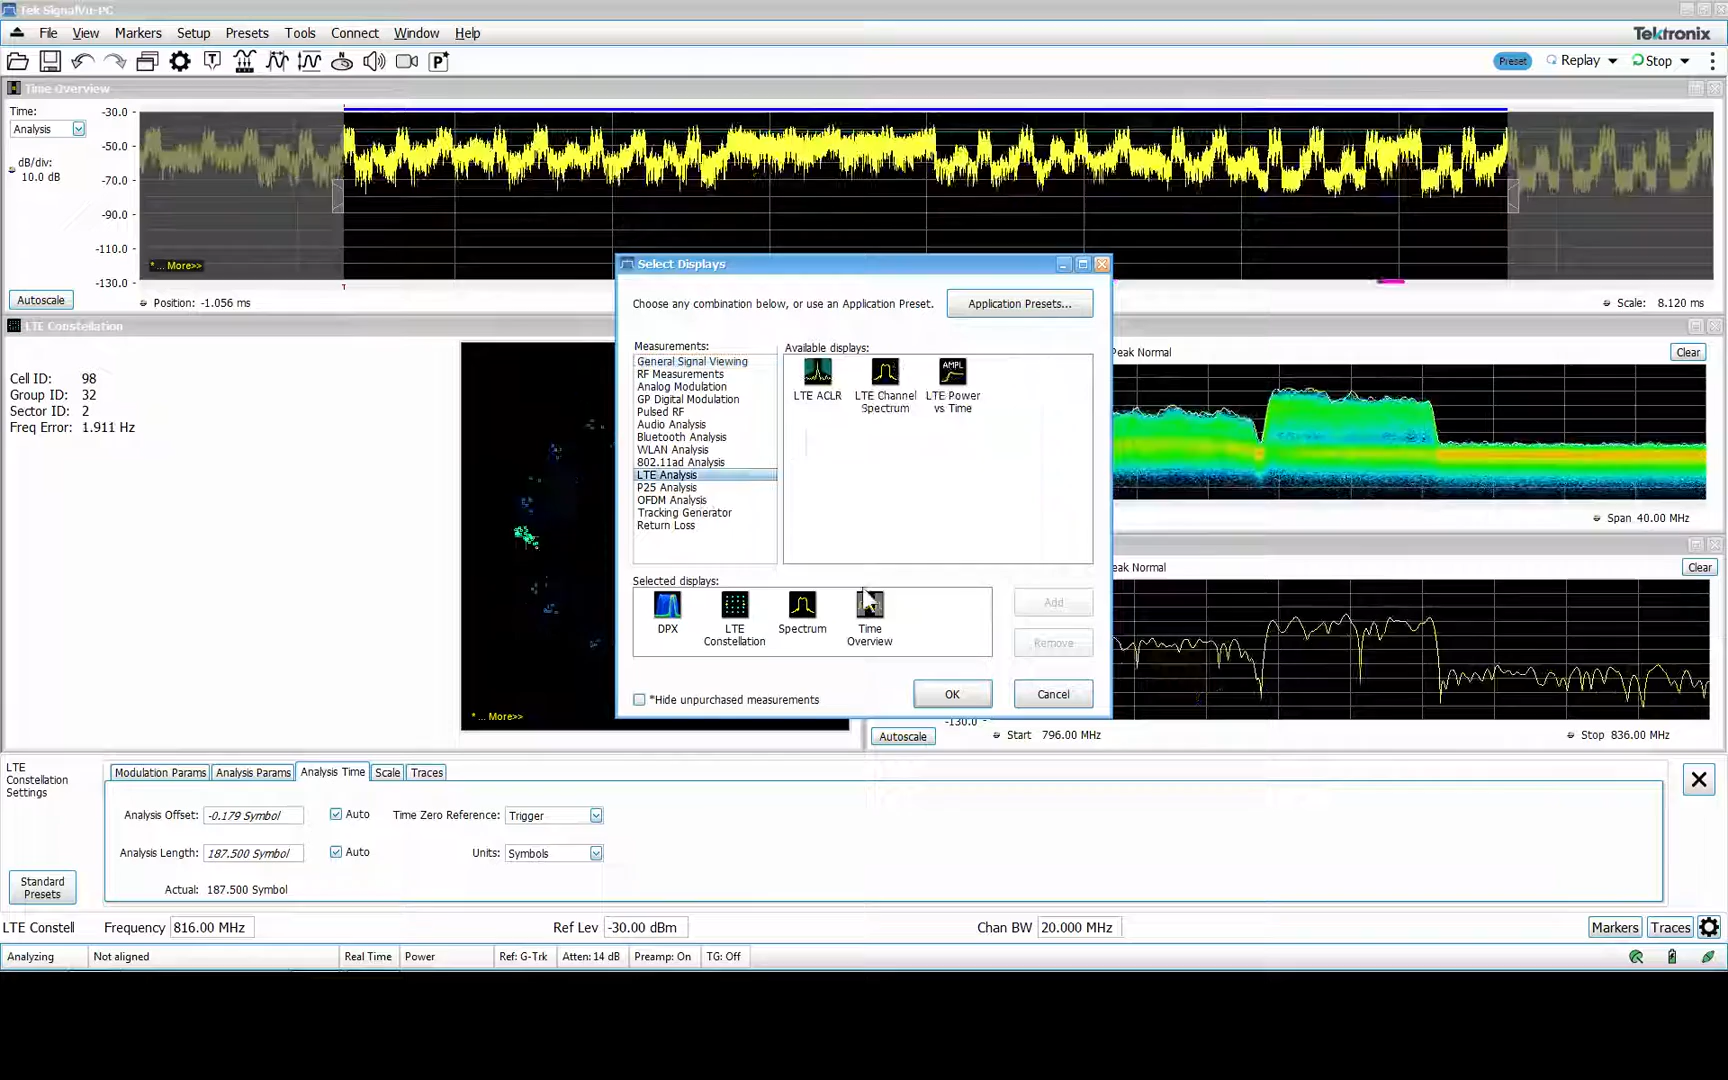 Tek SignalVu-PC
File View Markers Setup Presets Tools Connect Window Help
Tektronix
Preset Replay Stop
Time Overview
Time:
Analysis
dB/div:
10.0 dB
-30.0
-50.0
-70.0
-90.0
-110.0
-130.0
* ... More>>
Autoscale
Position: -1.056 ms
Scale: 8.120 ms
LTE Constellation
Cell ID: 98
Group ID: 32
Sector ID: 2
Freq Error: 1.911 Hz
* ... More>>
Select Displays
Choose any combination below, or use an Application Preset.
Application Presets...
Measurements:
General Signal Viewing
RF Measurements
Analog Modulation
GP Digital Modulation
Pulsed RF
Audio Analysis
Bluetooth Analysis
WLAN Analysis
802.11ad Analysis
LTE Analysis
P25 Analysis
OFDM Analysis
Tracking Generator
Return Loss
Available displays:
LTE ACLR
LTE Channel
Spectrum
AMPL
LTE Power
vs Time
Selected displays:
DPX
LTE
Constellation
Spectrum
Time
Overview
Add
Remove
*Hide unpurchased measurements
OK
Cancel
Peak Normal
Clear
Span 40.00 MHz
Peak Normal
Clear
-130.0
Autoscale
Start 796.00 MHz
Stop 836.00 MHz
LTE
Constellation
Settings
Modulation Params Analysis Params Analysis Time Scale Traces
Analysis Offset: -0.179 Symbol Auto Time Zero Reference: Trigger
Analysis Length: 187.500 Symbol Auto Units: Symbols
Actual: 187.500 Symbol
Standard
Presets
LTE Constell Frequency 816.00 MHz Ref Lev -30.00 dBm Chan BW 20.000 MHz Markers Traces
Analyzing Not aligned Real Time Power Ref: G-Trk Atten: 14 dB Preamp: On TG: Off